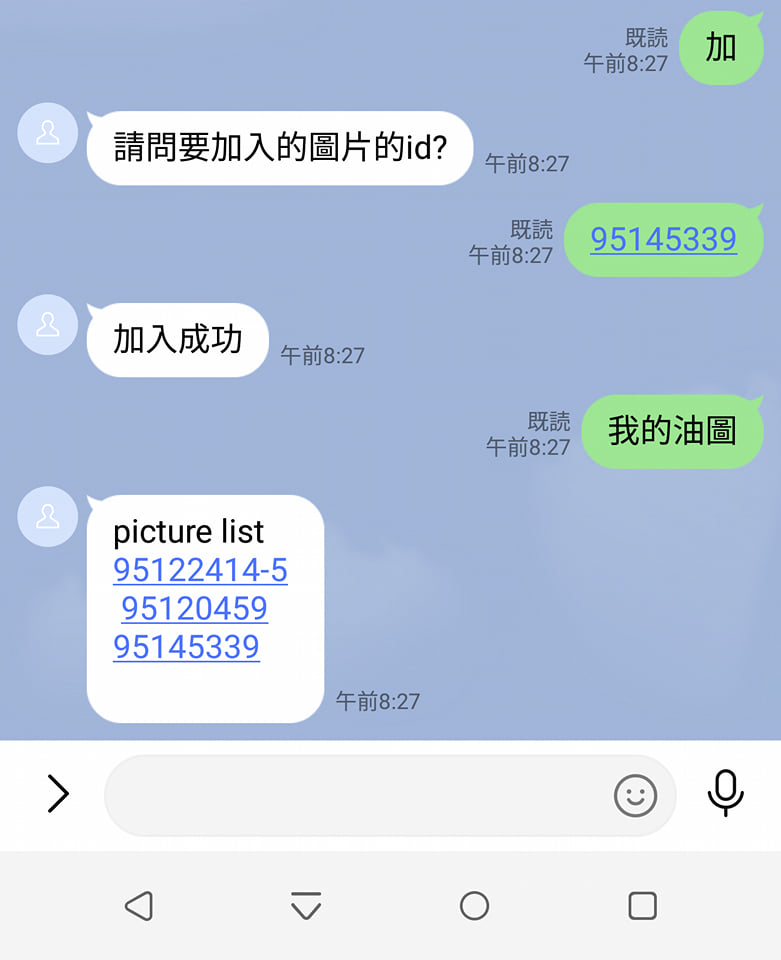 既読
午前8:27
加
請問要加入的圖片的id?
午前8:27
既読
午前8:27
95145339
加入成功
午前8:27
既読
午前8:27
我的油圖
picture list
95122414-5
95120459
95145339
午前8:27